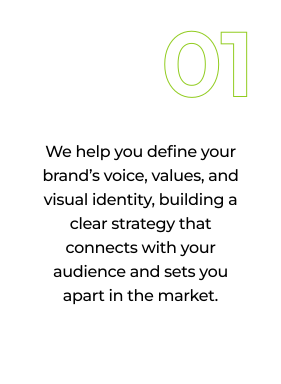 01
We help you define your
brand’s voice, values, and
visual identity, building a
clear strategy that
connects with your
audience and sets you
apart in the market.